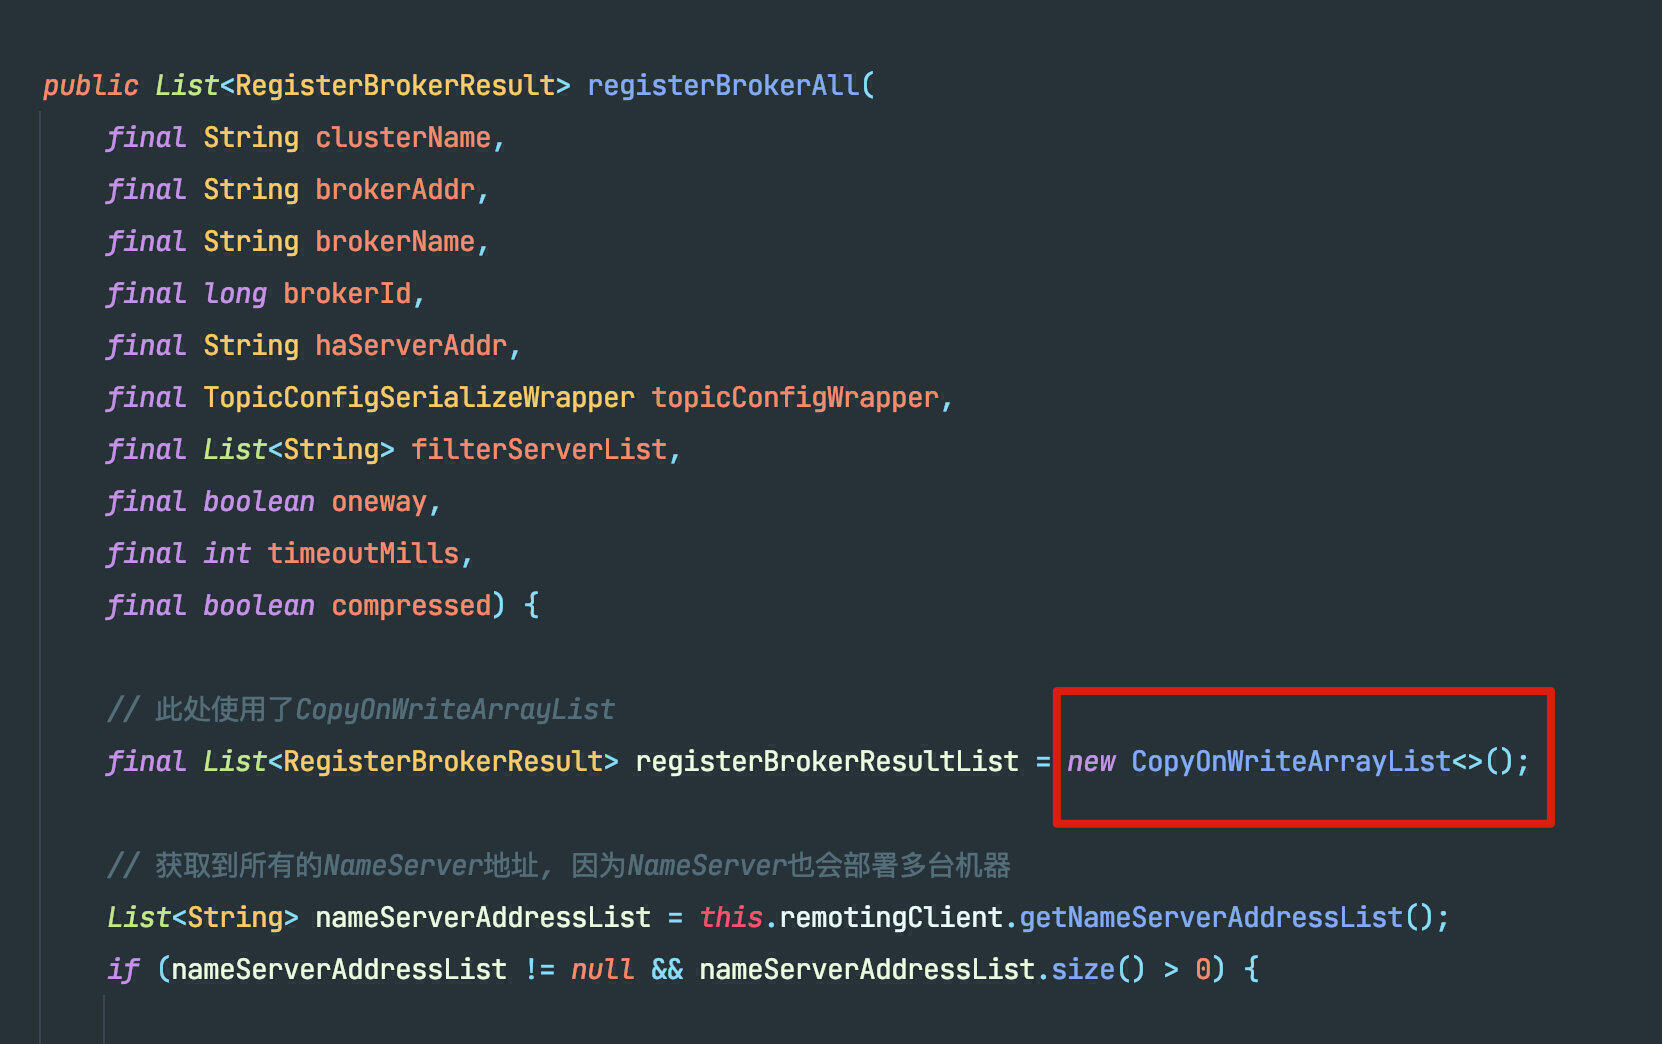 public List<RegisterBrokerResult> registerBrokerAll(
final String clusterName,
final String brokerAddr,
final String brokerName,
final long brokerId,
final String haServerAddr,
final TopicConfigSerializeWrapper topicConfigWrapper,
final List<String> filterServerList,
final boolean oneway,
final int timeoutMills,
final boolean compressed) {
// 此处使用了CopyOnWriteArrayList
final List<RegisterBrokerResult> registerBrokerResultList = new CopyOnWriteArrayList<>();
// 获取到所有的NameServer地址, 因为NameServer也会部署多台机器
List<String> nameServerAddressList = this.remotingClient.getNameServerAddressList();
if (nameServerAddressList != null && nameServerAddressList.size() > 0) {